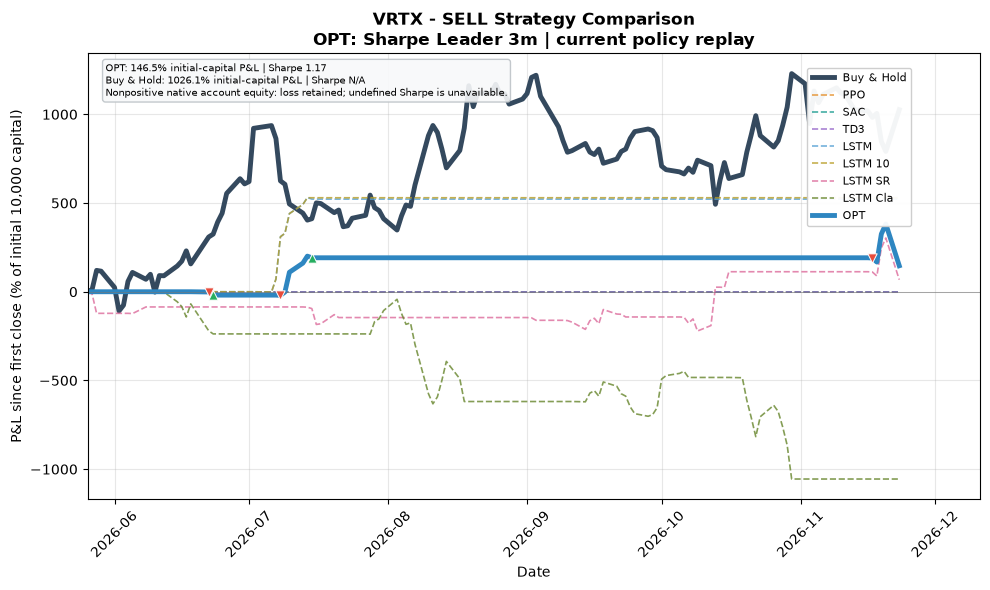 VRTX - SELL Strategy Comparison
OPT: Sharpe Leader 3m | current policy replay
OPT: 146.5% initial-capital P&L | Sharpe 1.17
Buy & Hold: 1026.1% initial-capital P&L | Sharpe N/A
Nonpositive native account equity: loss retained; undefined Sharpe is unavailable.
Buy & Hold
PPO
SAC
TD3
LSTM
LSTM 10
LSTM SR
LSTM Cla
OPT
P&L since first close (% of initial 10,000 capital)
1000
500
0
−500
−1000
2026-06
2026-07
2026-08
2026-09
2026-10
2026-11
2026-12
Date